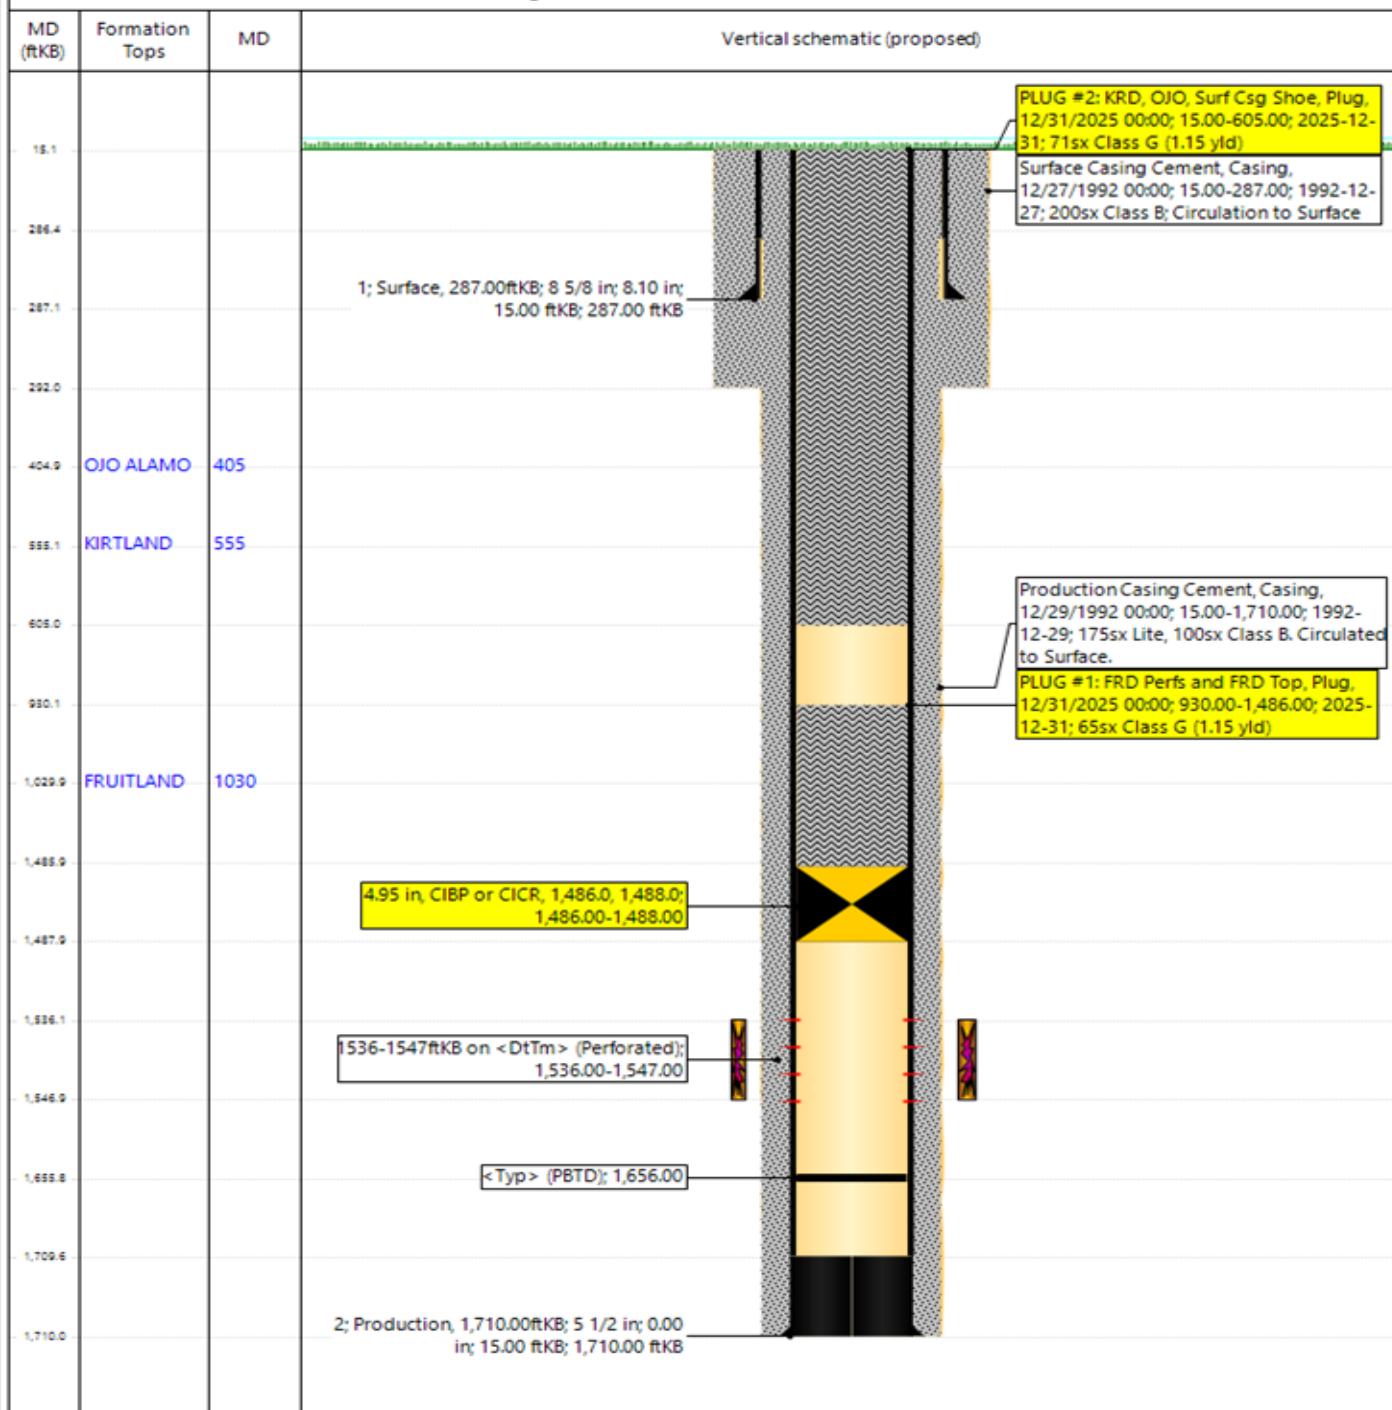 MD
(ftKB)
Formation
Tops
MD
Vertical schematic (proposed)
PLUG #2: KRD, OJO, Surf Csg Shoe, Plug,
12/31/2025 00:00; 15.00-605.00; 2025-12-
31; 71sx Class G (1.15 yld)
15.1
Surface Casing Cement, Casing,
12/27/1992 00:00; 15.00-287.00; 1992-12-
27; 200sx Class B; Circulation to Surface
286.4
1; Surface, 287.00ftKB; 8 5/8 in; 8.10 in;
15.00 ftKB; 287.00 ftKB
287.1
292.0
404.9
OJO ALAMO
405
555.1
KIRTLAND
555
Production Casing Cement, Casing,
12/29/1992 00:00; 15.00-1,710.00; 1992-
12-29; 175sx Lite, 100sx Class B. Circulated
to Surface.
605.0
PLUG #1: FRD Perfs and FRD Top, Plug,
12/31/2025 00:00; 930.00-1,486.00; 2025-
12-31; 65sx Class G (1.15 yld)
930.1
1,029.9
FRUITLAND
1030
1,485.9
4.95 in, CIBP or CICR, 1,486.0, 1,488.0;
1,486.00-1,488.00
1,487.9
1,536.1
1536-1547ftKB on <DtTm> (Perforated);
1,536.00-1,547.00
1,546.9
<Typ> (PBTD); 1,656.00
1,655.8
1,709.6
2; Production, 1,710.00ftKB; 5 1/2 in; 0.00
in; 15.00 ftKB; 1,710.00 ftKB
1,710.0